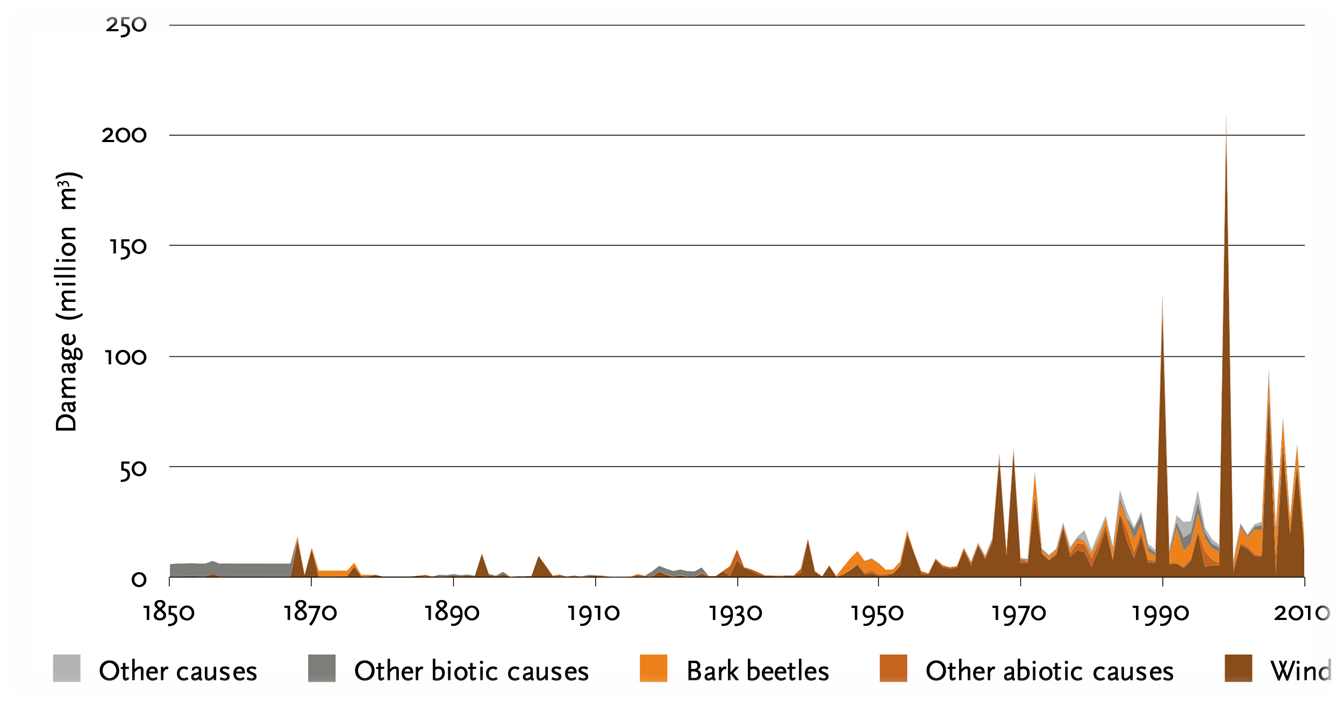 250
200
150
100
50
0
Damage (million m³)
1850 1870 1890 1910 1930 1950 1970 1990 2010
Other causes Other biotic causes Bark beetles Other abiotic causes Wind